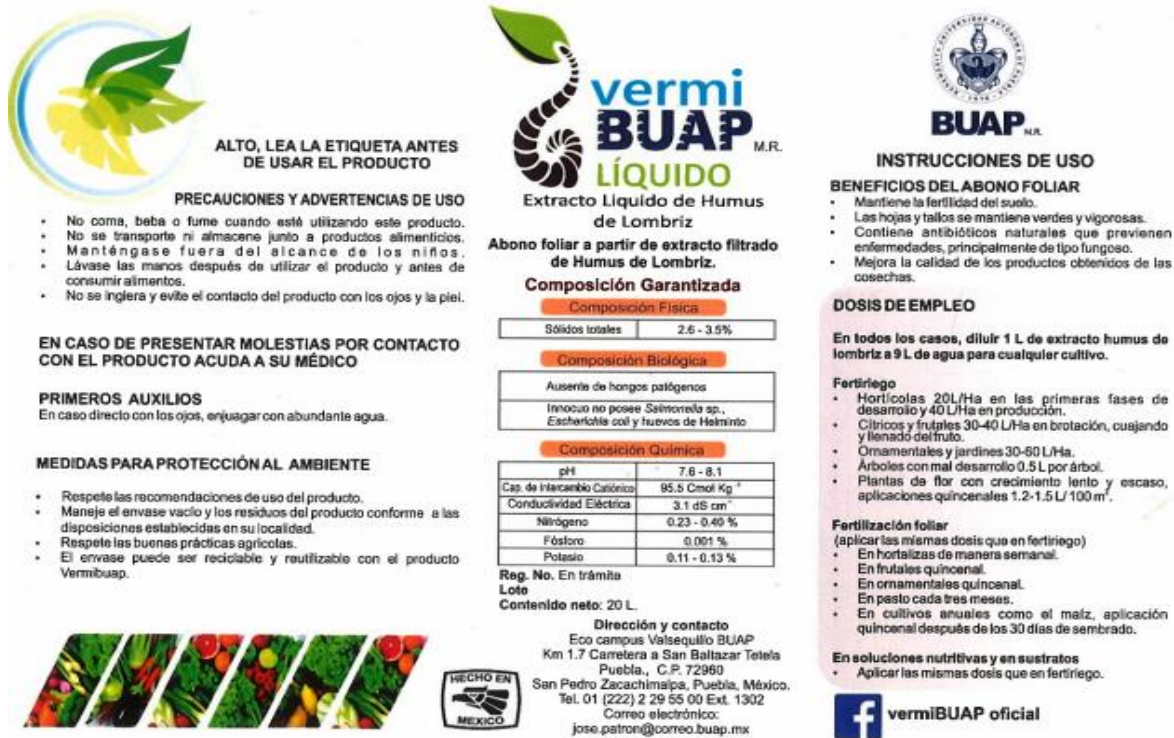 ALTO, LEA LA ETIQUETA ANTES
DE USAR EL PRODUCTO
PRECAUCIONES Y ADVERTENCIAS DE USO
• No coma, beba o fume cuando esté utilizando este producto.
• No se transporte ni almacene junto a productos alimenticios.
• Manténgase fuera del alcance de los niños.
• Lávase las manos después de utilizar el producto y antes de
consumir alimentos.
• No se ingiera y evite el contacto del producto con los ojos y la piel.
EN CASO DE PRESENTAR MOLESTIAS POR CONTACTO
CON EL PRODUCTO ACUDA A SU MÉDICO
PRIMEROS AUXILIOS
En caso directo con los ojos, enjuagar con abundante agua.
MEDIDAS PARA PROTECCIÓN AL AMBIENTE
• Respete las recomendaciones de uso del producto.
• Maneje el envase vacío y los residuos del producto conforme a las
disposiciones establecidas en su localidad.
• Respete las buenas prácticas agrícolas.
• El envase puede ser reciclable y reutilizable con el producto
Vermibuap.
vermi
BUAP M.R.
LÍQUIDO
Extracto Liquido de Humus
de Lombriz
Abono foliar a partir de extracto filtrado
de Humus de Lombriz.
Composición Garantizada
Composición Física
Sólidos totales 2.6 - 3.5%
Composición Biológica
Ausente de hongos patógenos
Innocuo no posee Salmonella sp.,
Escherichia coli y huevos de Helminto
Composición Química
pH 7.6 - 8.1
Cap. de Intercambio Catiónico 95.5 Cmol Kg
Conductividad Eléctrica 3.1 dS cm
Nitrógeno 0.23 - 0.40 %
Fósforo 0.001 %
Potasio 0.11 - 0.13 %
Reg. No. En trámite
Lote
Contenido neto: 20 L.
Dirección y contacto
Eco campus Valsequillo BUAP
Km 1.7 Carretera a San Baltazar Tetela
Puebla., C.P. 72960
San Pedro Zacachimalpa, Puebla, México.
Tel. 01 (222) 2 29 55 00 Ext. 1302
Correo electrónico:
jose.patron@correo.buap.mx
HECHO EN
MÉXICO
BENEMÉRITA UNIVERSIDAD AUTÓNOMA DE PUEBLA
BUAP M.R.
INSTRUCCIONES DE USO
BENEFICIOS DEL ABONO FOLIAR
• Mantiene la fertilidad del suelo.
• Las hojas y tallos se mantiene verdes y vigorosas.
• Contiene antibióticos naturales que previenen
enfermedades, principalmente de tipo fungoso.
• Mejora la calidad de los productos obtenidos de las
cosechas.
DOSIS DE EMPLEO
En todos los casos, diluir 1 L de extracto humus de
lombriz a 9 L de agua para cualquier cultivo.
Fertiriego
• Hortícolas 20L/Ha en las primeras fases de
desarrollo y 40 L/Ha en producción.
• Cítricos y frutales 30-40 L/Ha en brotación, cuajando
y llenado del fruto.
• Ornamentales y jardines 30-60 L/Ha.
• Árboles con mal desarrollo 0.5 L por árbol.
• Plantas de flor con crecimiento lento y escaso,
aplicaciones quincenales 1.2-1.5 L/ 100 m².
Fertilización foliar
(aplicar las mismas dosis que en fertiriego)
• En hortalizas de manera semanal.
• En frutales quincenal.
• En ornamentales quincenal.
• En pasto cada tres meses.
• En cultivos anuales como el maíz, aplicación
quincenal después de los 30 días de sembrado.
En soluciones nutritivas y en sustratos
• Aplicar las mismas dosis que en fertiriego.
f vermiBUAP oficial